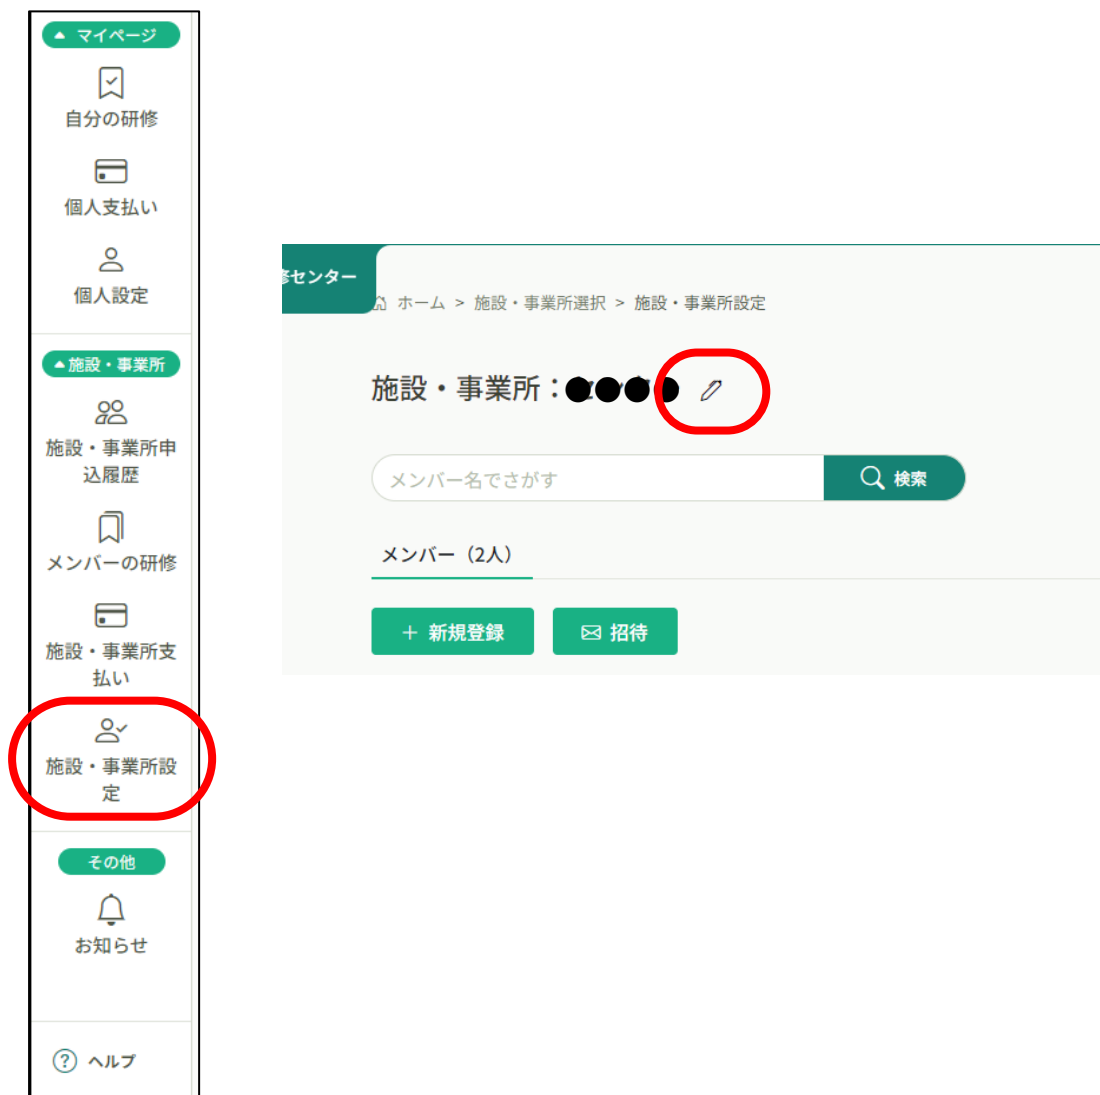 マイページ
自分の研修
個人支払い
個人設定
施設・事業所
施設・事業所申
込履歴
メンバーの研修
施設・事業所支
払い
施設・事業所設
定
その他
お知らせ
ヘルプ
修センター
ホーム > 施設・事業所選択 > 施設・事業所設定
施設・事業所：
メンバー名でさがす
検索
メンバー（2人）
＋ 新規登録
招待